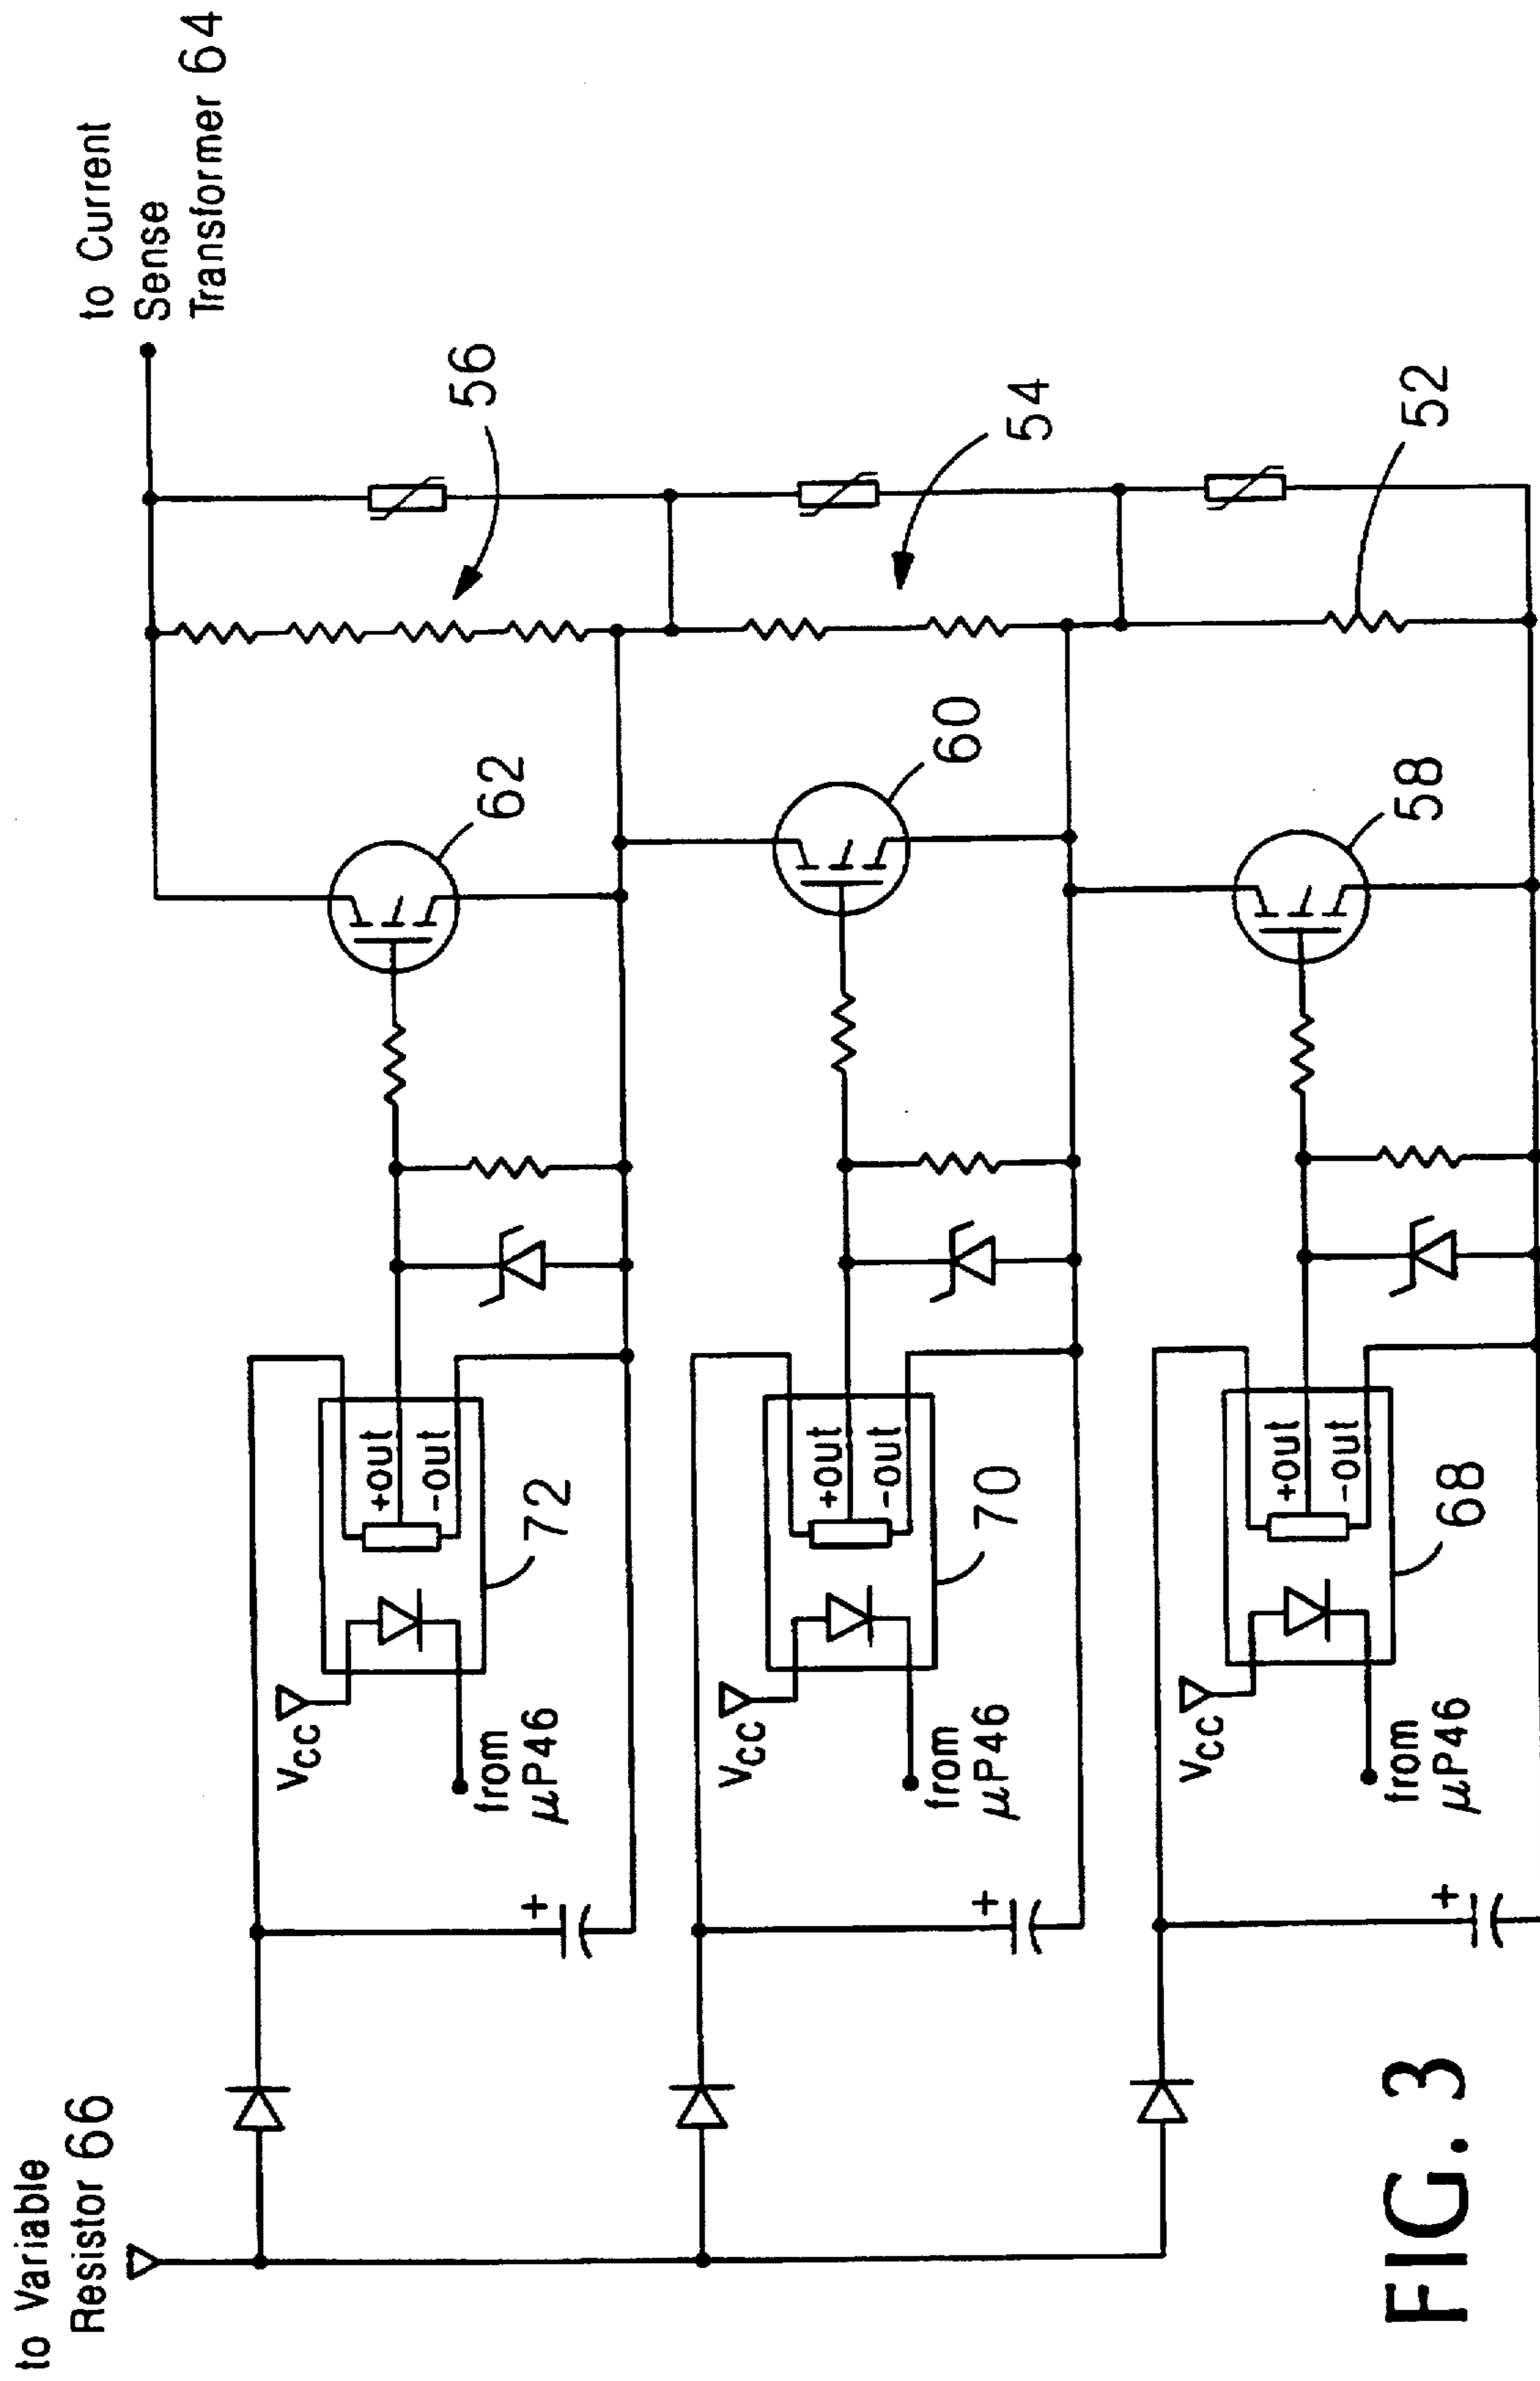 to Variable
Resistor 66
to Current
Sense
Transformer 64
56
62
Vcc
+out
-out
from
μP46
72
54
60
Vcc
+out
-out
from
μP46
70
52
58
Vcc
+out
-out
from
μP46
68
+
+
+
FIG. 3